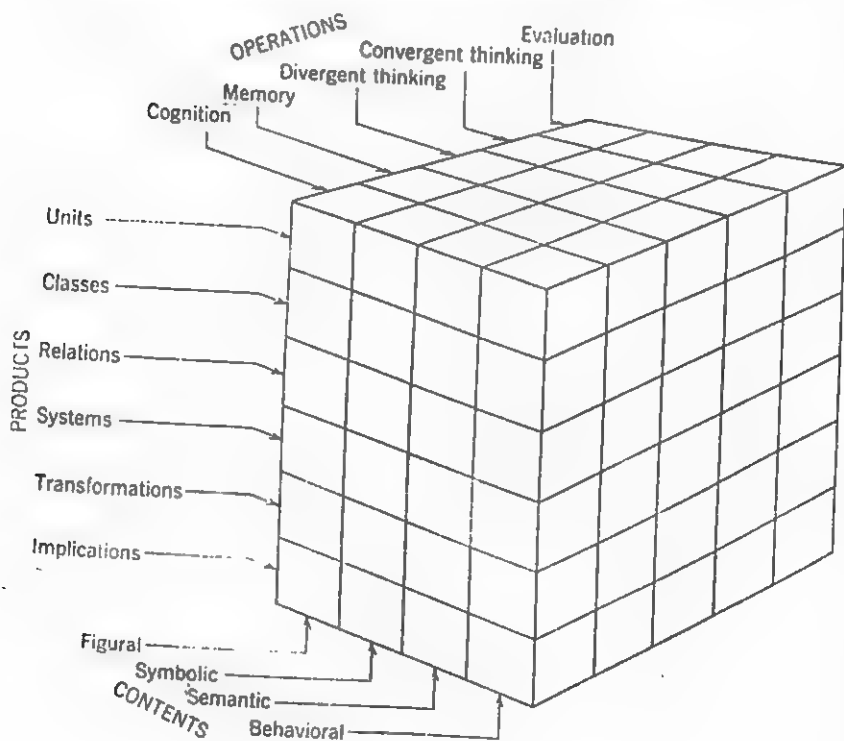 OPERATIONS
Evaluation
Convergent thinking
Divergent thinking
Memory
Cognition
PRODUCTS
Units
Classes
Relations
Systems
Transformations
Implications
Figural
Symbolic
Semantic
Behavioral
CONTENTS